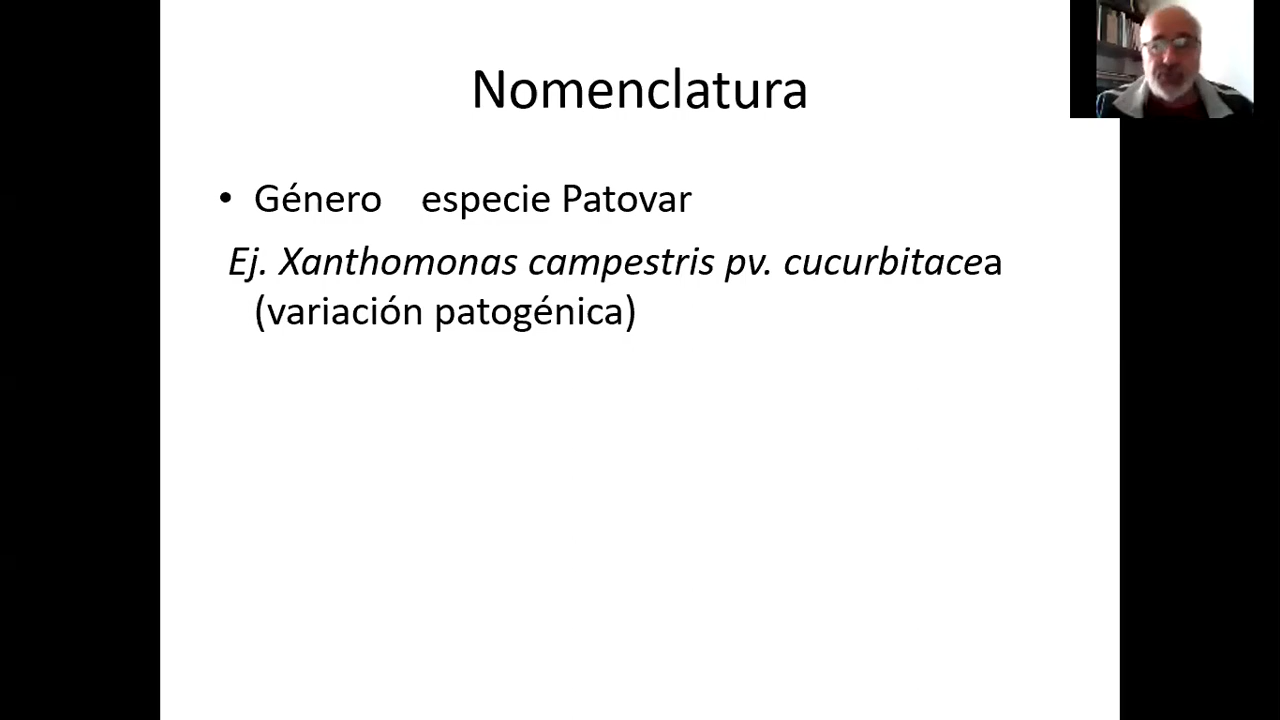 Nomenclatura
• Género especie Patovar
Ej. Xanthomonas campestris pv. cucurbitacea
(variación patogénica)